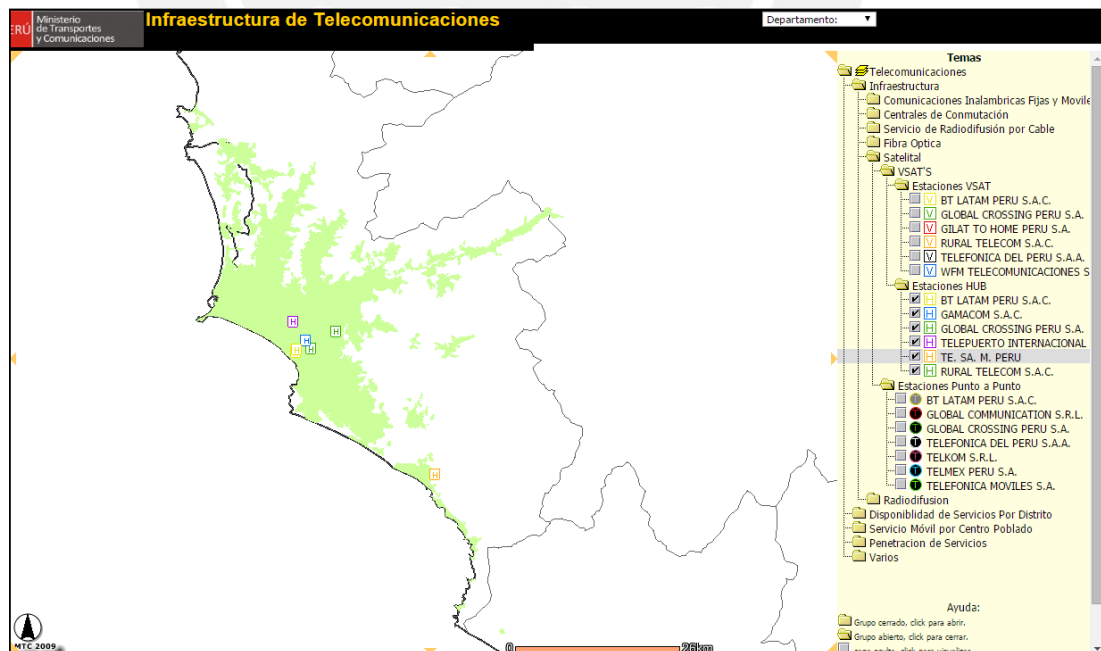 PERÚ Ministerio
de Transportes
y Comunicaciones
Infraestructura de Telecomunicaciones
Departamento:
Temas
Telecomunicaciones
Infraestructura
Comunicaciones Inalambricas Fijas y Movile
Centrales de Conmutación
Servicio de Radiodifusión por Cable
Fibra Optica
Satelital
VSAT'S
Estaciones VSAT
V BT LATAM PERU S.A.C.
V GLOBAL CROSSING PERU S.A.
V GILAT TO HOME PERU S.A.
V RURAL TELECOM S.A.C.
V TELEFONICA DEL PERU S.A.A.
V WFM TELECOMUNICACIONES S
Estaciones HUB
H BT LATAM PERU S.A.C.
H GAMACOM S.A.C.
H GLOBAL CROSSING PERU S.A.
H TELEPUERTO INTERNACIONAL
H TE. SA. M. PERU
H RURAL TELECOM S.A.C.
Estaciones Punto a Punto
T BT LATAM PERU S.A.C.
T GLOBAL COMMUNICATION S.R.L.
T GLOBAL CROSSING PERU S.A.
T TELEFONICA DEL PERU S.A.A.
T TELKOM S.R.L.
T TELMEX PERU S.A.
T TELEFONICA MOVILES S.A.
Radiodifusion
Disponiblidad de Servicios Por Distrito
Servicio Móvil por Centro Poblado
Penetracion de Servicios
Varios
Ayuda:
Grupo cerrado, click para abrir.
Grupo abierto, click para cerrar.
H
H
H
H
H
H
MTC 2009
0 26km